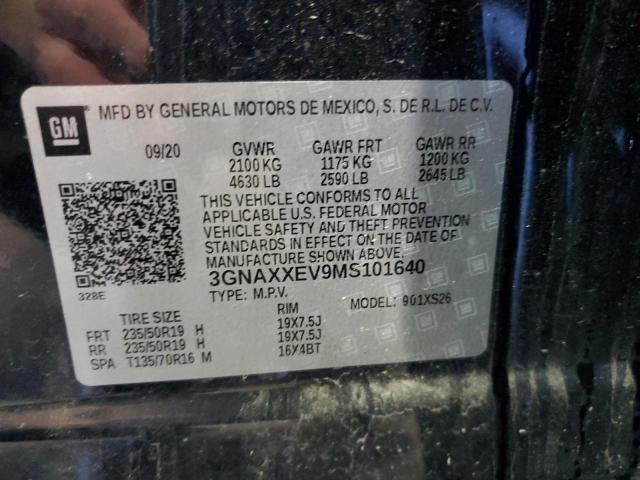 GM
MFD BY GENERAL MOTORS DE MEXICO, S. DE R.L. DE C.V.
09/20 GVWR GAWR FRT GAWR RR
2100 KG 1175 KG 1200 KG
4630 LB 2590 LB 2645 LB
THIS VEHICLE CONFORMS TO ALL
APPLICABLE U.S. FEDERAL MOTOR
VEHICLE SAFETY AND THEFT PREVENTION
STANDARDS IN EFFECT ON THE DATE OF
MANUFACTURE SHOWN ABOVE.
3GNAXXEV9MS101640
328E
TYPE: M.P.V. MODEL: 901XS26
TIRE SIZE RIM
FRT 235/50R19 H 19X7.5J
RR 235/50R19 H 19X7.5J
SPA T135/70R16 M 16X4BT